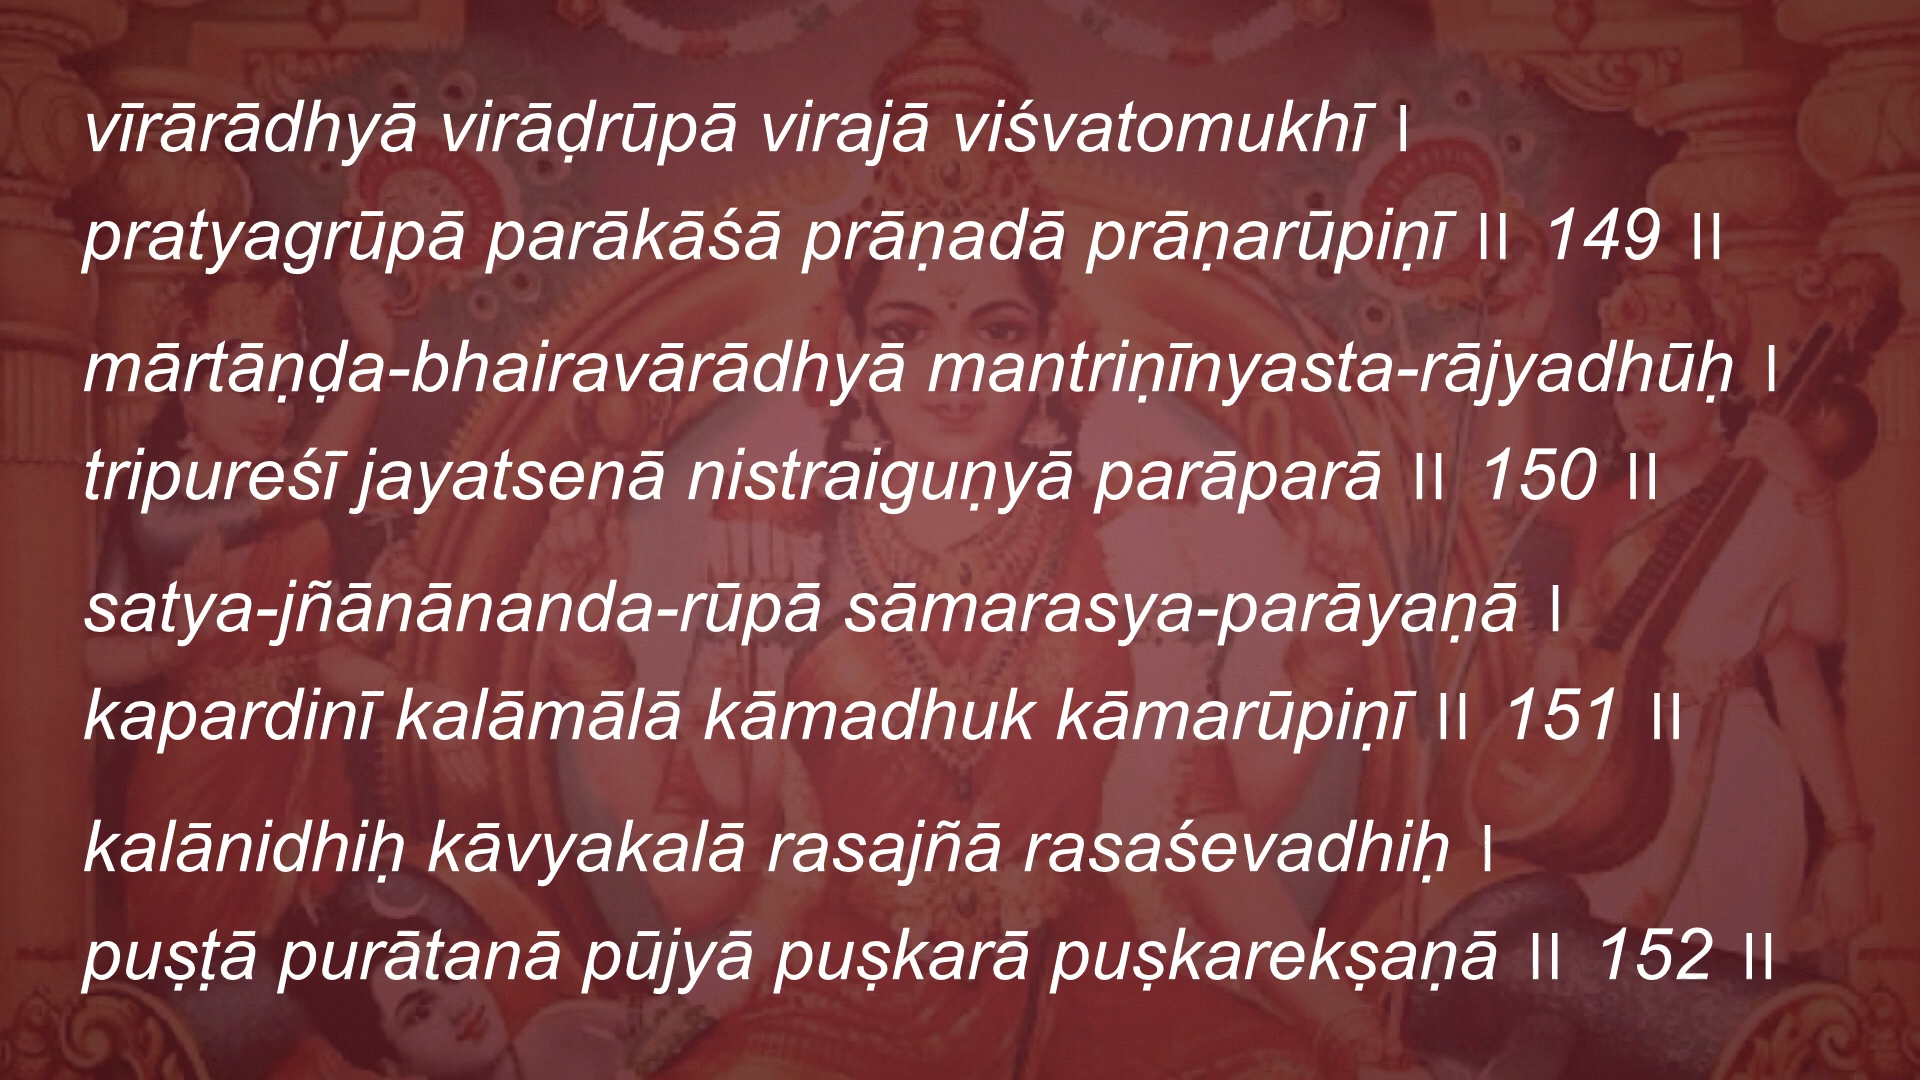 vīrārādhyā virāḍrūpā virajā viśvatomukhī ।
pratyagrūpā parākāśā prāṇadā prāṇarūpiṇī ॥ 149 ॥
mārtāṇḍa-bhairavārādhyā mantriṇīnyasta-rājyadhūḥ ।
tripureśī jayatsenā nistraiguṇyā parāparā ॥ 150 ॥
satya-jñānānanda-rūpā sāmarasya-parāyaṇā ।
kapardinī kalāmālā kāmadhuk kāmarūpiṇī ॥ 151 ॥
kalānidhiḥ kāvyakalā rasajñā rasaśevadhiḥ ।
puṣṭā purātanā pūjyā puṣkarā puṣkarekṣaṇā ॥ 152 ॥